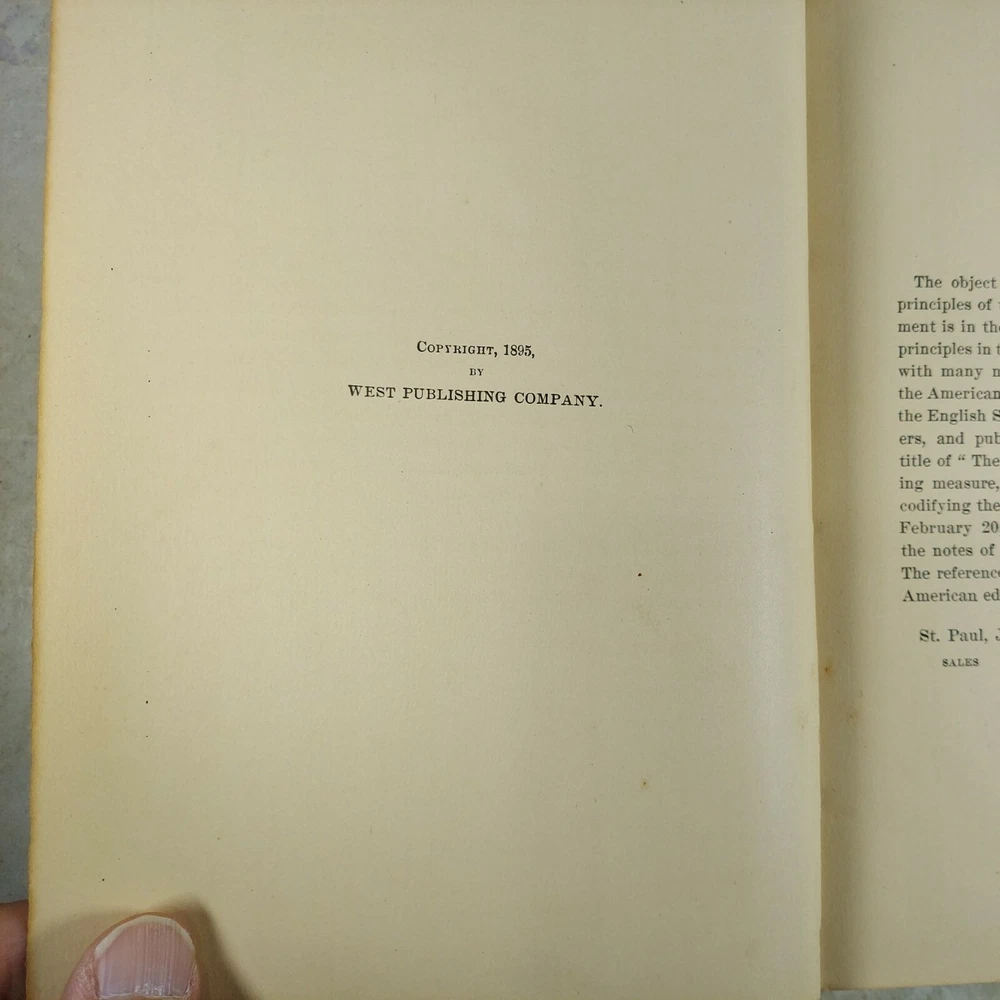 COPYRIGHT, 1895,
BY
WEST PUBLISHING COMPANY.
The object
principles of
ment is in the
principles in
with many
the American
the English S
ers, and pub
title of “ The
ing measure,
codifying the
February 20
the notes of
The reference
American ed
St. Paul, J
SALES